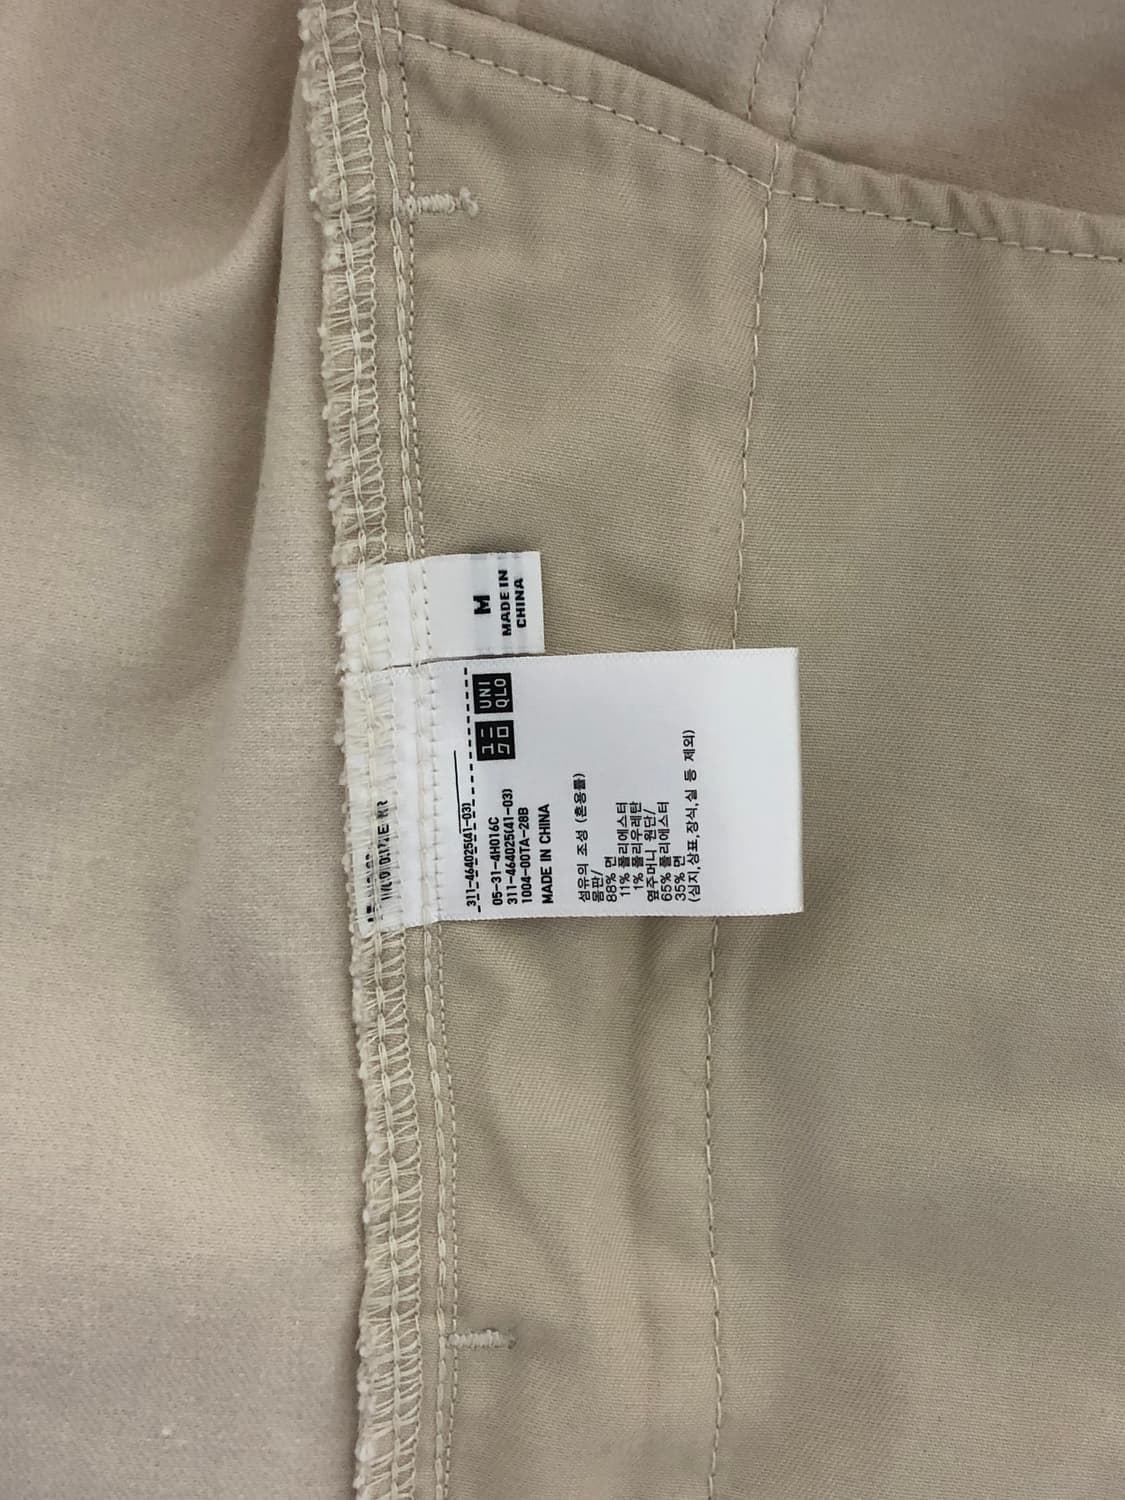 M
MADE IN
CHINA
UNI
QLO
ユニ
クロ
311-464025(41-03)
05-31-4H016C
311-464025(41-03)
1004-00TA-28B
MADE IN CHINA
섬유의 조성 (혼용률)
몸판/
88% 면
11% 폴리에스터
1% 폴리우레탄
옆주머니 원단/
65% 폴리에스터
35% 면
(심지,상표,장식,실 등 제외)